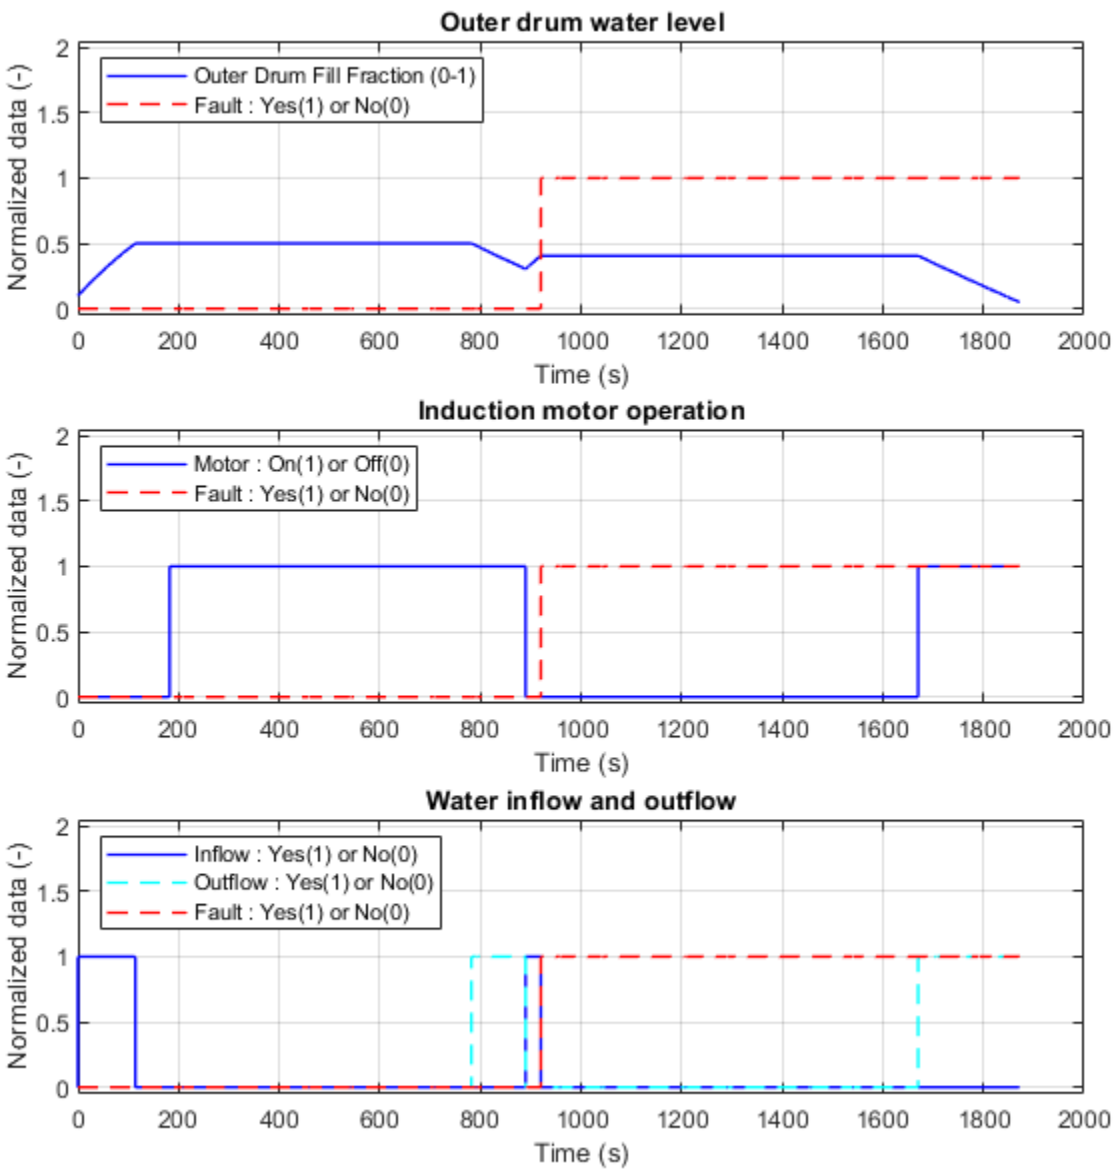 Outer drum water level
Normalized data (-)
2
1.5
1
0.5
0
Outer Drum Fill Fraction (0-1)
Fault : Yes(1) or No(0)
0 200 400 600 800 1000 1200 1400 1600 1800 2000
Time (s)
Induction motor operation
Normalized data (-)
2
1.5
1
0.5
0
Motor : On(1) or Off(0)
Fault : Yes(1) or No(0)
0 200 400 600 800 1000 1200 1400 1600 1800 2000
Time (s)
Water inflow and outflow
Normalized data (-)
2
1.5
1
0.5
0
Inflow : Yes(1) or No(0)
Outflow : Yes(1) or No(0)
Fault : Yes(1) or No(0)
0 200 400 600 800 1000 1200 1400 1600 1800 2000
Time (s)